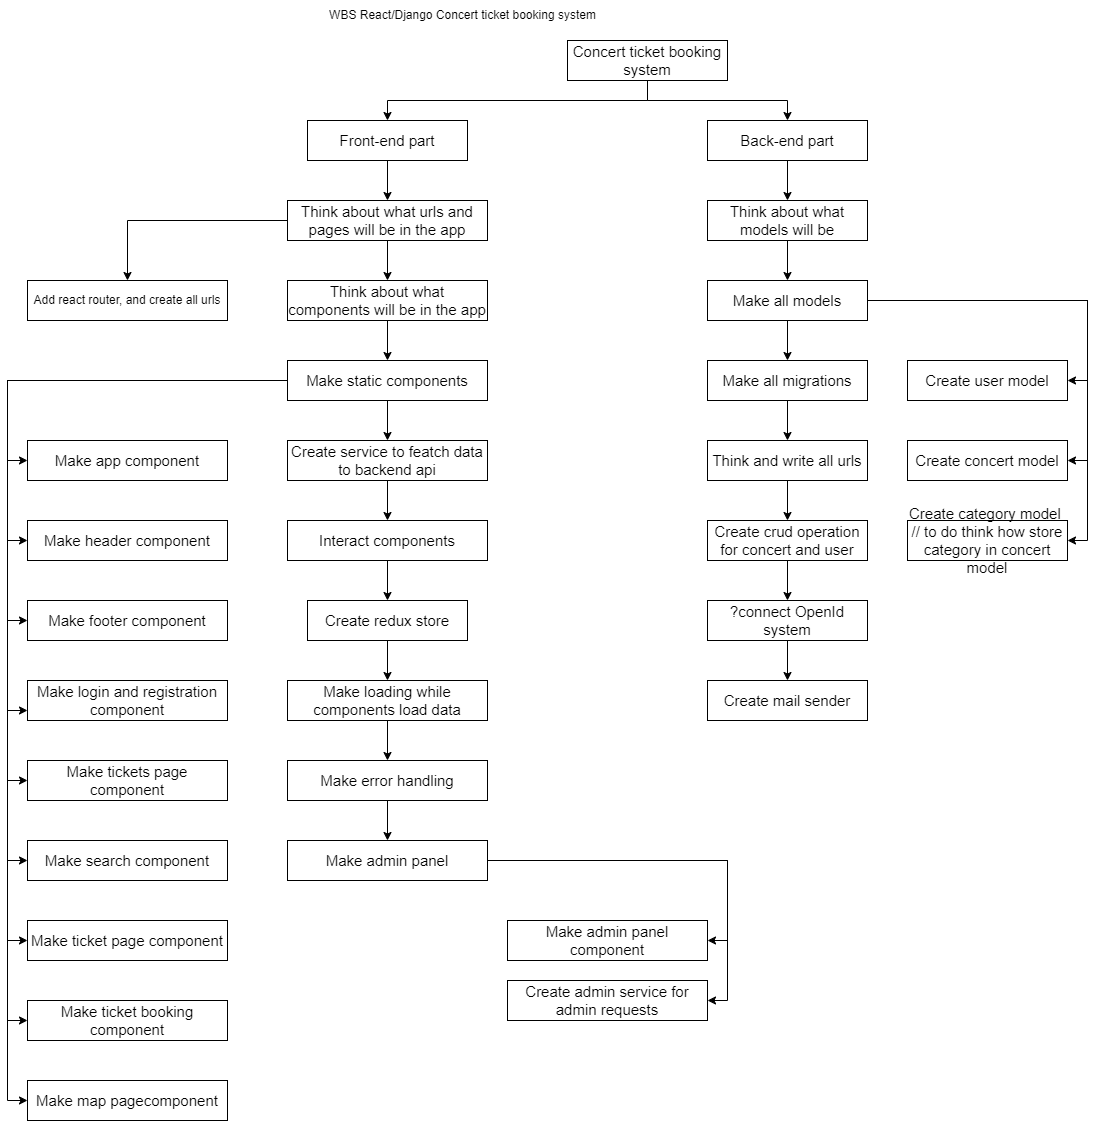 WBS React/Django Concert ticket booking system
Concert ticket booking
system
Front-end part
Back-end part
Think about what urls and
pages will be in the app
Think about what
models will be
Add react router, and create all urls
Think about what
components will be in the app
Make all models
Make static components
Make all migrations
Create user model
Make app component
Create service to featch data
to backend api
Think and write all urls
Create concert model
Make header component
Interact components
Create crud operation
for concert and user
Create category model
// to do think how store
category in concert
model
Make footer component
Create redux store
?connect OpenId
system
Make login and registration
component
Make loading while
components load data
Create mail sender
Make tickets page
component
Make error handling
Make search component
Make admin panel
Make ticket page component
Make admin panel
component
Make ticket booking
component
Create admin service for
admin requests
Make map pagecomponent